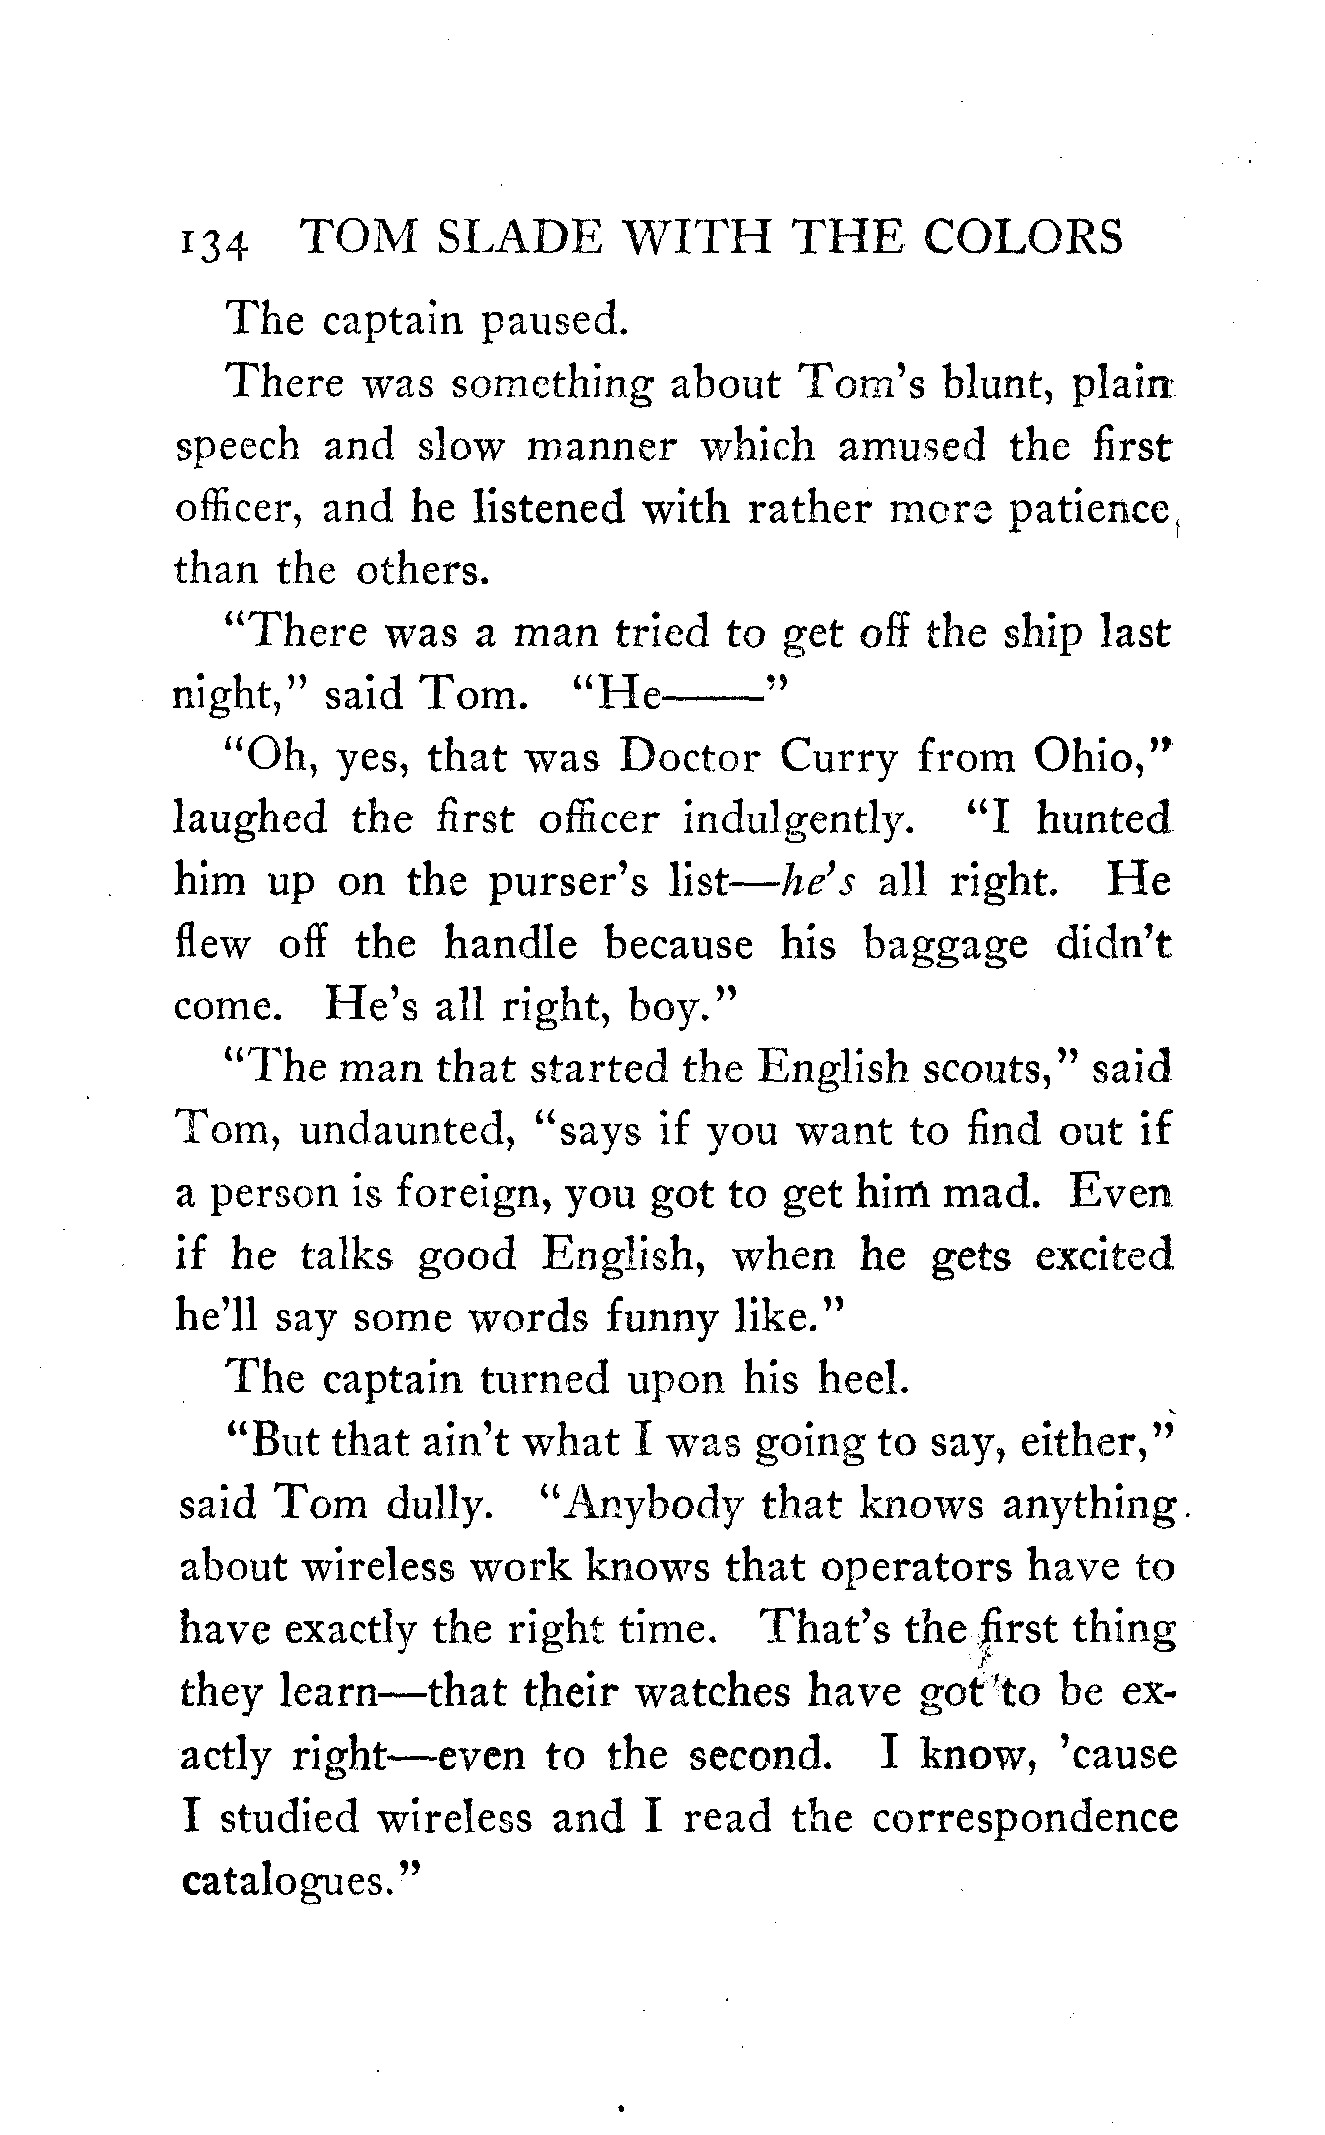 134 TOM SLADE WITH THE COLORS
The captain paused.
There was something about Tom's blunt, plain
speech and slow manner which amused the first
officer, and he listened with rather more patience
than the others.
"There was a man tried to get off the ship last
night," said Tom. "He——"
"Oh, yes, that was Doctor Curry from Ohio,"
laughed the first officer indulgently. "I hunted
him up on the purser's list—he's all right. He
flew off the handle because his baggage didn't
come. He's all right, boy."
"The man that started the English scouts," said
Tom, undaunted, "says if you want to find out if
a person is foreign, you got to get him mad. Even
if he talks good English, when he gets excited
he'll say some words funny like."
The captain turned upon his heel.
"But that ain't what I was going to say, either,"
said Tom dully. "Anybody that knows anything
about wireless work knows that operators have to
have exactly the right time. That's the first thing
they learn—that their watches have got to be ex-
actly right—even to the second. I know, 'cause
I studied wireless and I read the correspondence
catalogues."